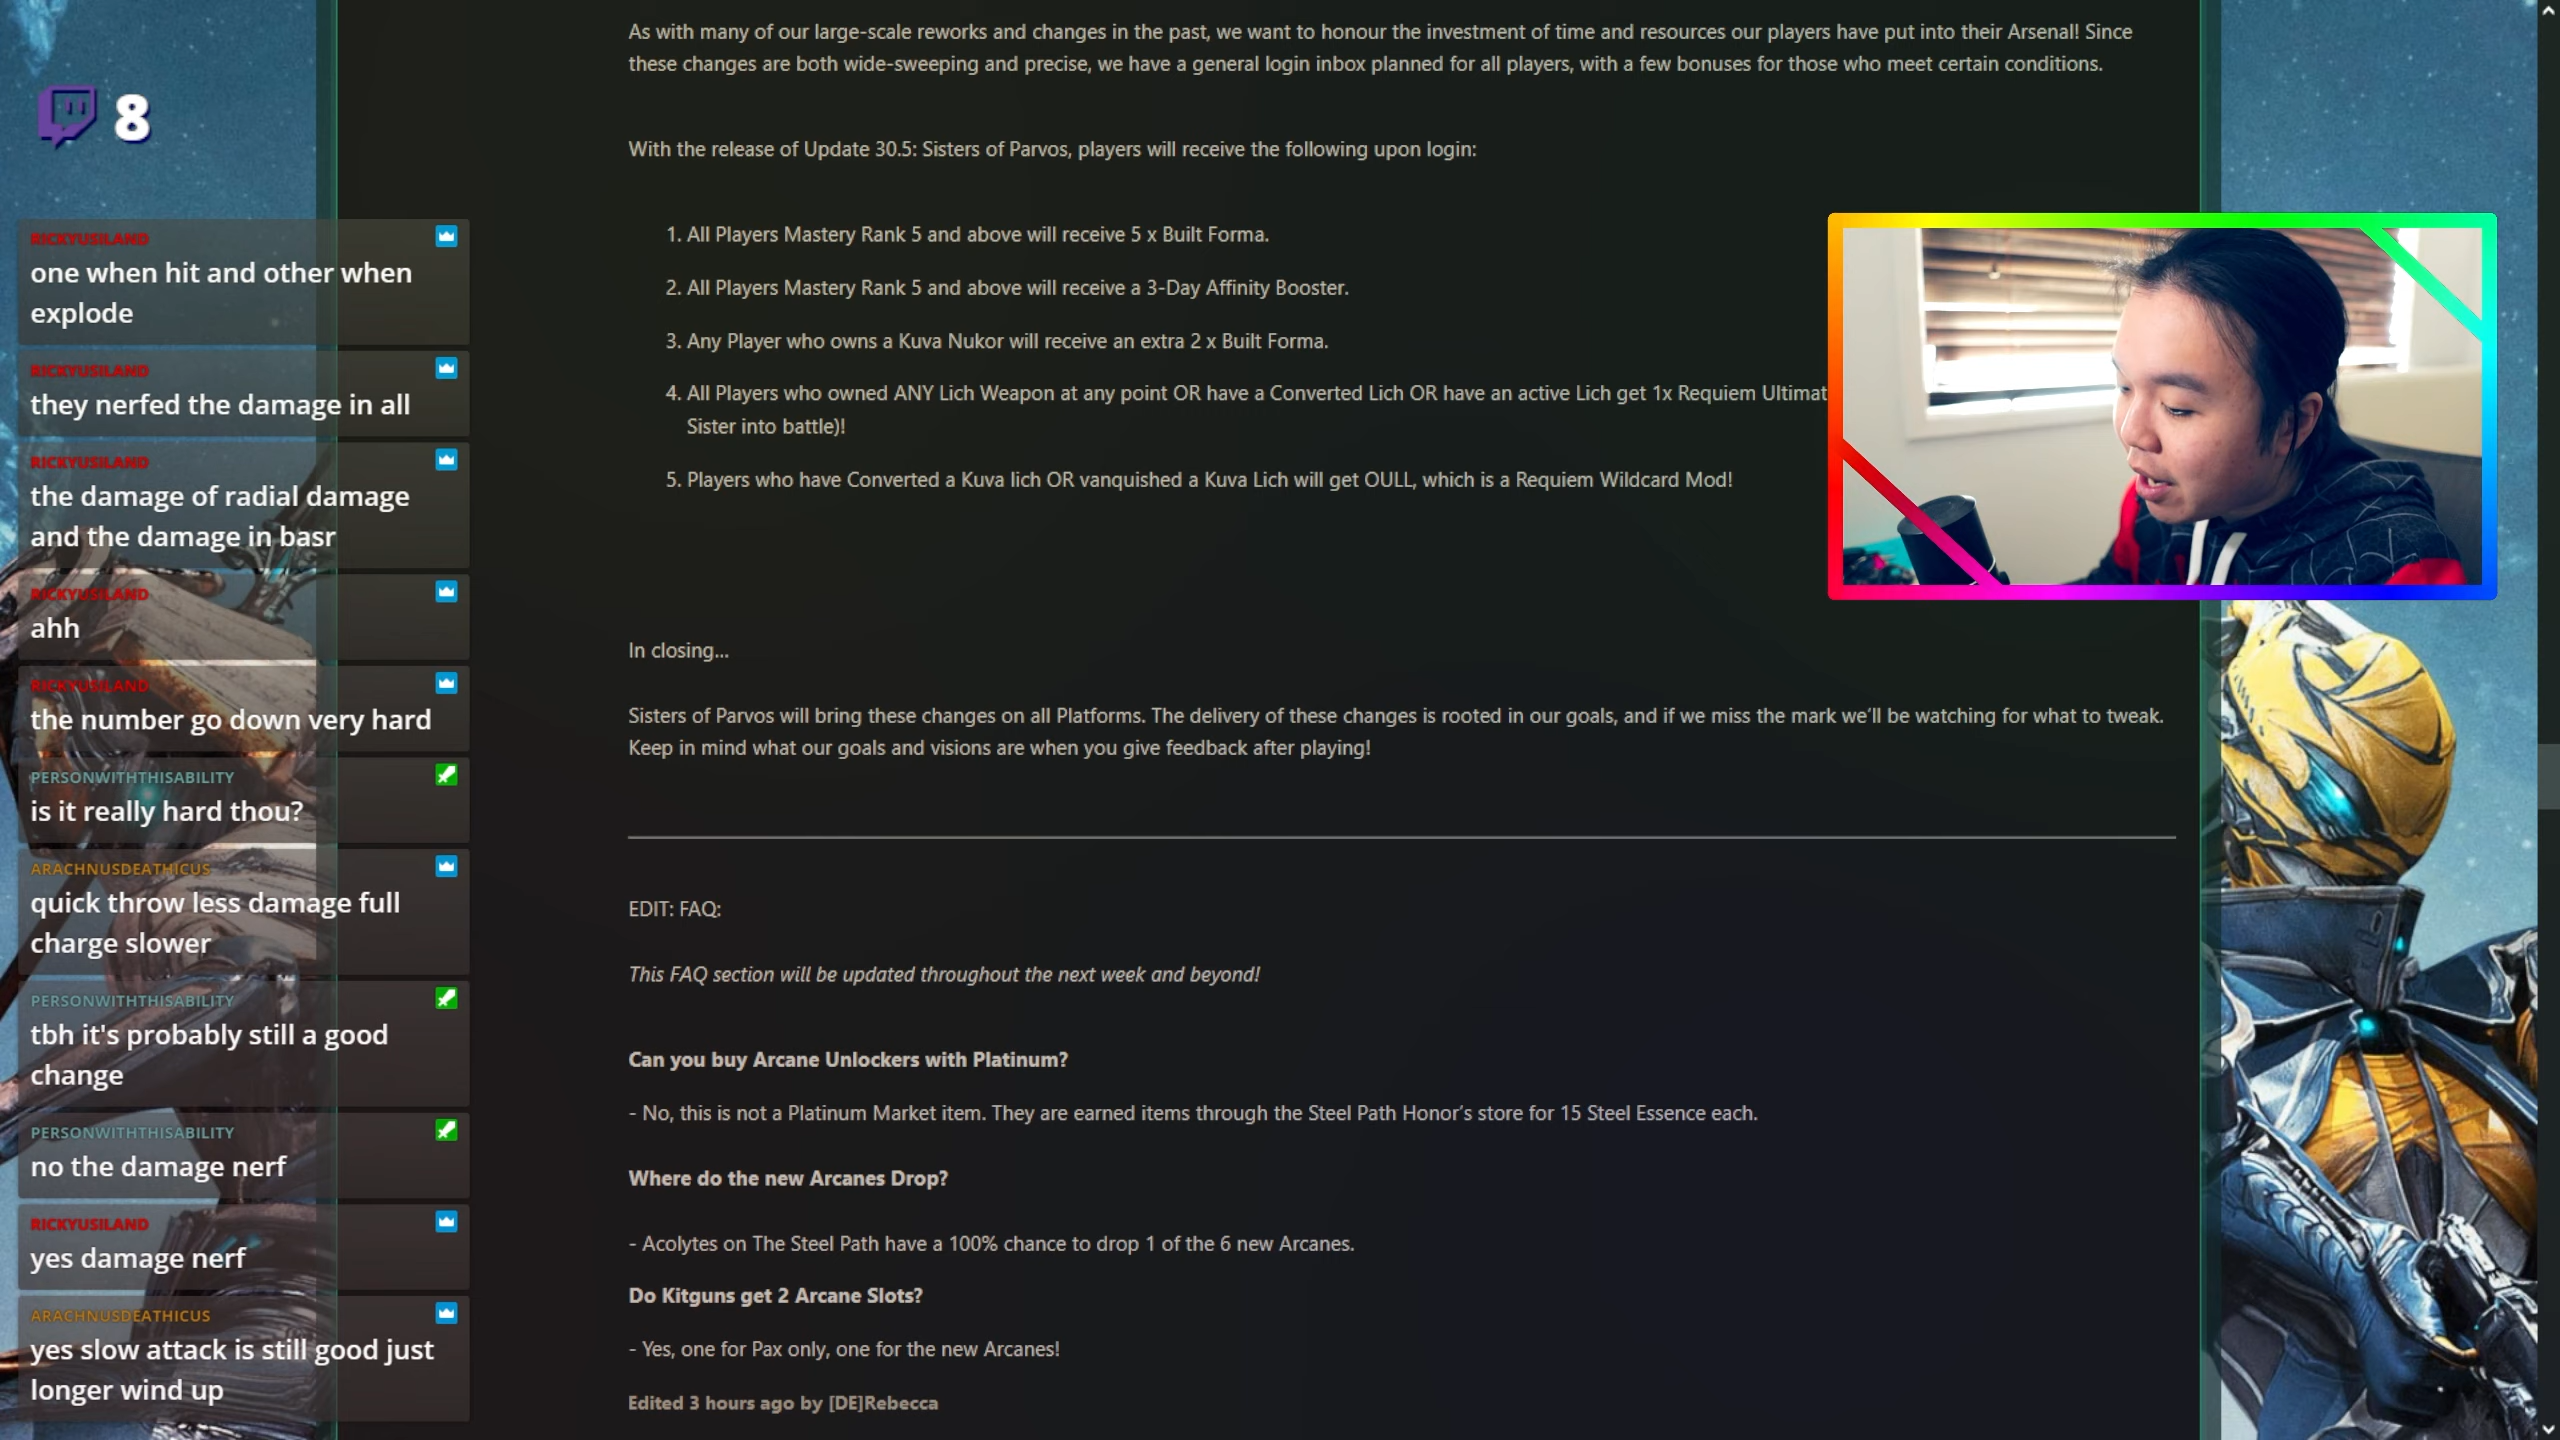 8
RICKYUSILAND
one when hit and other when
explode
RICKYUSILAND
they nerfed the damage in all
RICKYUSILAND
the damage of radial damage
and the damage in basr
RICKYUSILAND
ahh
RICKYUSILAND
the number go down very hard
PERSONWITHTHISABILITY
is it really hard thou?
ARACHNUSDEATHICUS
quick throw less damage full
charge slower
PERSONWITHTHISABILITY
tbh it's probably still a good
change
PERSONWITHTHISABILITY
no the damage nerf
RICKYUSILAND
yes damage nerf
ARACHNUSDEATHICUS
yes slow attack is still good just
longer wind up
As with many of our large-scale reworks and changes in the past, we want to honour the investment of time and resources our players have put into their Arsenal! Since
these changes are both wide-sweeping and precise, we have a general login inbox planned for all players, with a few bonuses for those who meet certain conditions.
With the release of Update 30.5: Sisters of Parvos, players will receive the following upon login:
1. All Players Mastery Rank 5 and above will receive 5 x Built Forma.
2. All Players Mastery Rank 5 and above will receive a 3-Day Affinity Booster.
3. Any Player who owns a Kuva Nukor will receive an extra 2 x Built Forma.
4. All Players who owned ANY Lich Weapon at any point OR have a Converted Lich OR have an active Lich get 1x Requiem Ultimat
Sister into battle)!
5. Players who have Converted a Kuva lich OR vanquished a Kuva Lich will get OULL, which is a Requiem Wildcard Mod!
In closing...
Sisters of Parvos will bring these changes on all Platforms. The delivery of these changes is rooted in our goals, and if we miss the mark we’ll be watching for what to tweak.
Keep in mind what our goals and visions are when you give feedback after playing!
EDIT: FAQ:
This FAQ section will be updated throughout the next week and beyond!
Can you buy Arcane Unlockers with Platinum?
- No, this is not a Platinum Market item. They are earned items through the Steel Path Honor’s store for 15 Steel Essence each.
Where do the new Arcanes Drop?
- Acolytes on The Steel Path have a 100% chance to drop 1 of the 6 new Arcanes.
Do Kitguns get 2 Arcane Slots?
- Yes, one for Pax only, one for the new Arcanes!
Edited 3 hours ago by [DE]Rebecca